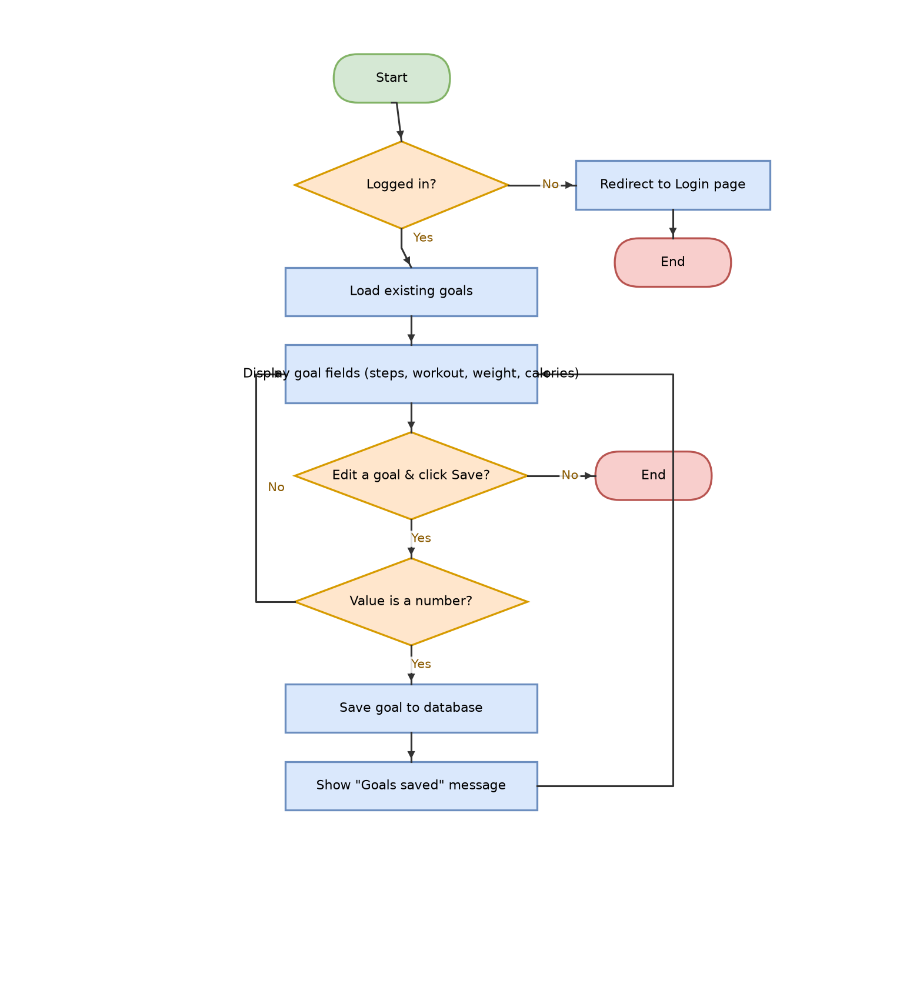 Start
Logged in?
No
Redirect to Login page
Yes
End
Load existing goals
Display goal fields (steps, workout, weight, calories)
Edit a goal & click Save?
No
End
No
Yes
Value is a number?
Yes
Save goal to database
Show "Goals saved" message